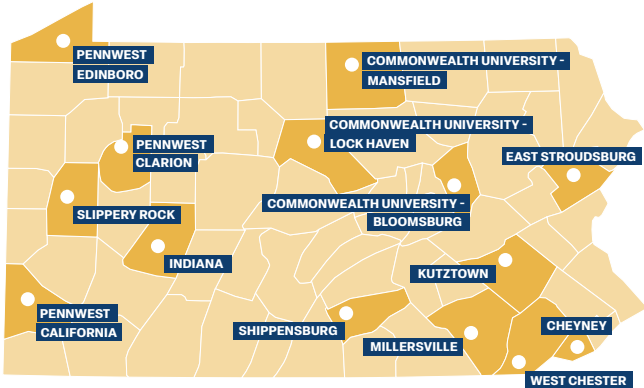 PENNWEST
EDINBORO
COMMONWEALTH UNIVERSITY -
MANSFIELD
COMMONWEALTH UNIVERSITY -
LOCK HAVEN
PENNWEST
CLARION
EAST STROUDSBURG
COMMONWEALTH UNIVERSITY -
BLOOMSBURG
SLIPPERY ROCK
INDIANA
KUTZTOWN
PENNWEST
CALIFORNIA
SHIPPENSBURG
MILLERSVILLE
CHEYNEY
WEST CHESTER